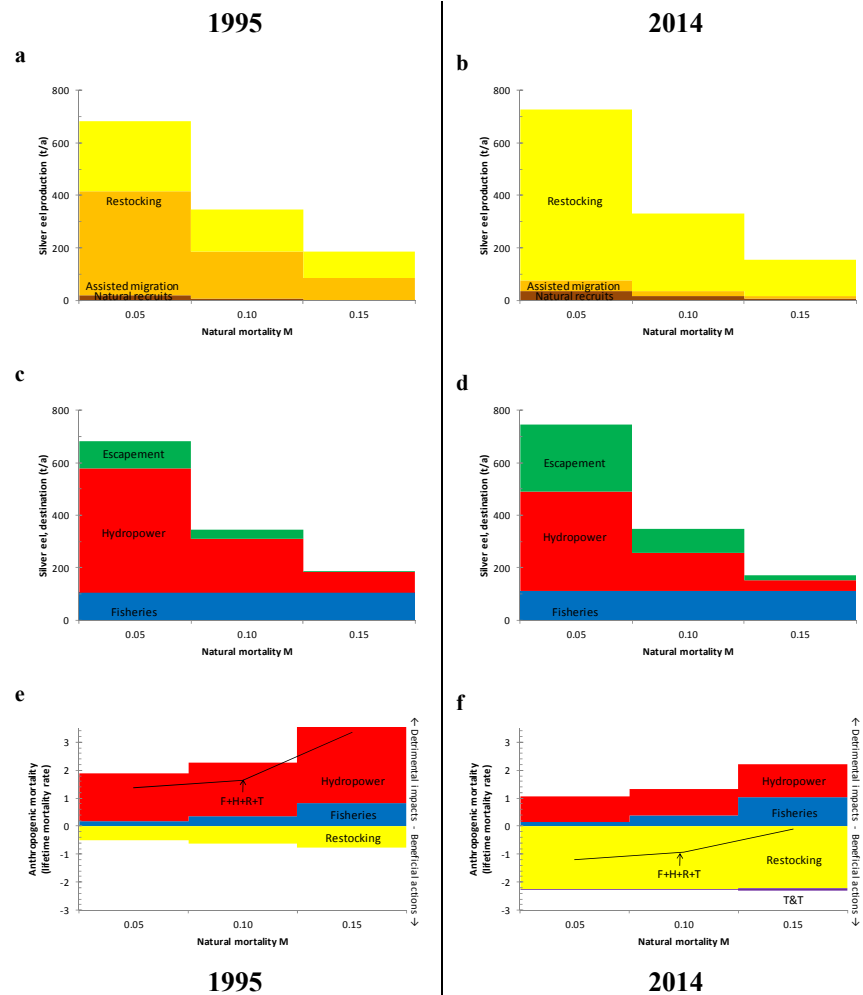 1995
2014
a
b
800
600
400
200
0
Silver eel production (t/a)
Restocking
Assisted migration
Natural recruits
0.05
0.10
0.15
Natural mortality M
800
600
400
200
0
Silver eel production (t/a)
Restocking
Assisted migration
Natural recruits
0.05
0.10
0.15
Natural mortality M
c
d
800
600
400
200
0
Silver eel, destination (t/a)
Escapement
Hydropower
Fisheries
0.05
0.10
0.15
Natural mortality M
800
600
400
200
0
Silver eel, destination (t/a)
Escapement
Hydropower
Fisheries
0.05
0.10
0.15
Natural mortality M
e
f
3
2
1
0
-1
-2
-3
Anthropogenic mortality
(lifetime mortality rate)
Hydropower
F+H+R+T
Fisheries
Restocking
0.05
0.10
0.15
Natural mortality M
← Detrimental impacts - Beneficial actions →
3
2
1
0
-1
-2
-3
Anthropogenic mortality
(lifetime mortality rate)
Hydropower
Fisheries
Restocking
F+H+R+T
T&T
0.05
0.10
0.15
Natural mortality M
← Detrimental impacts - Beneficial actions →
1995
2014